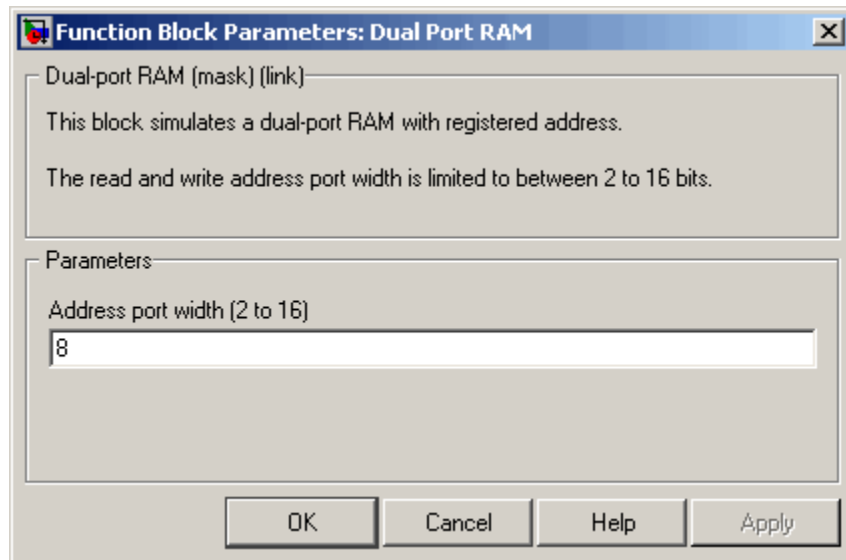 Function Block Parameters: Dual Port RAM
Dual-port RAM (mask) (link)
This block simulates a dual-port RAM with registered address.
The read and write address port width is limited to between 2 to 16 bits.
Parameters
Address port width (2 to 16)
8
OK Cancel Help Apply